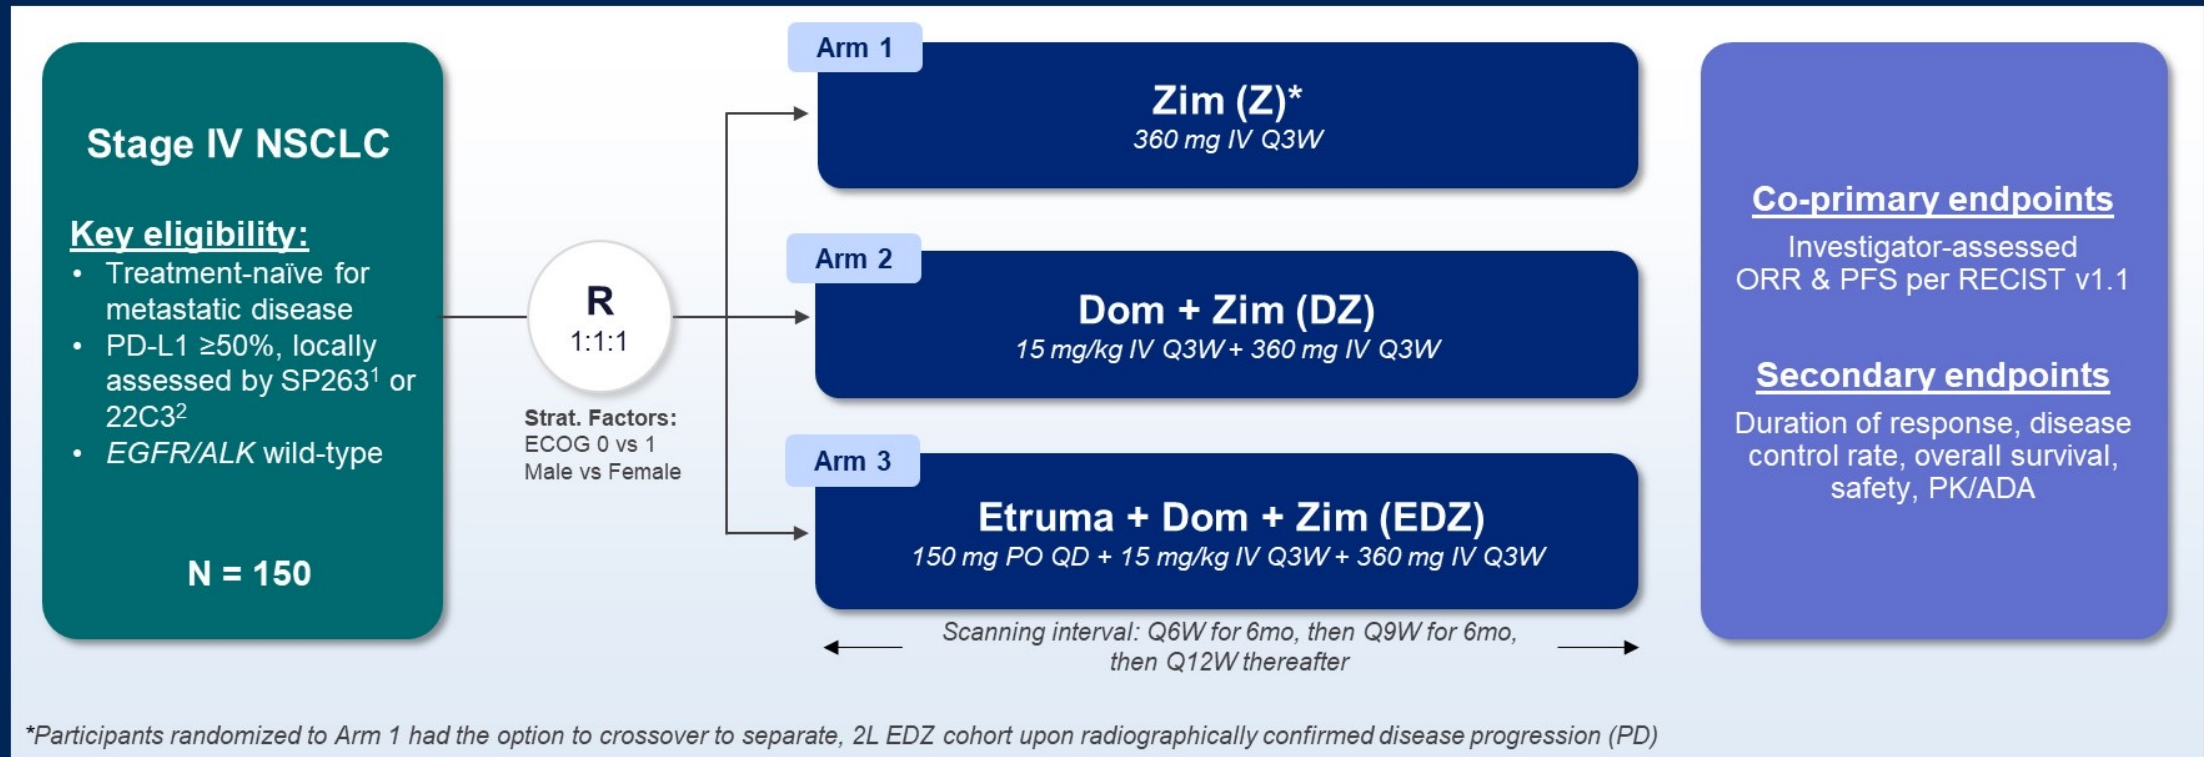 Stage IV NSCLC
Key eligibility:
• Treatment-naïve for
metastatic disease
• PD-L1 ≥50%, locally
assessed by SP263¹ or
22C3²
• EGFR/ALK wild-type
N = 150
R
1:1:1
Strat. Factors:
ECOG 0 vs 1
Male vs Female
Arm 1
Zim (Z)*
360 mg IV Q3W
Arm 2
Dom + Zim (DZ)
15 mg/kg IV Q3W + 360 mg IV Q3W
Arm 3
Etruma + Dom + Zim (EDZ)
150 mg PO QD + 15 mg/kg IV Q3W + 360 mg IV Q3W
Scanning interval: Q6W for 6mo, then Q9W for 6mo,
then Q12W thereafter
Co-primary endpoints
Investigator-assessed
ORR & PFS per RECIST v1.1
Secondary endpoints
Duration of response, disease
control rate, overall survival,
safety, PK/ADA
*Participants randomized to Arm 1 had the option to crossover to separate, 2L EDZ cohort upon radiographically confirmed disease progression (PD)